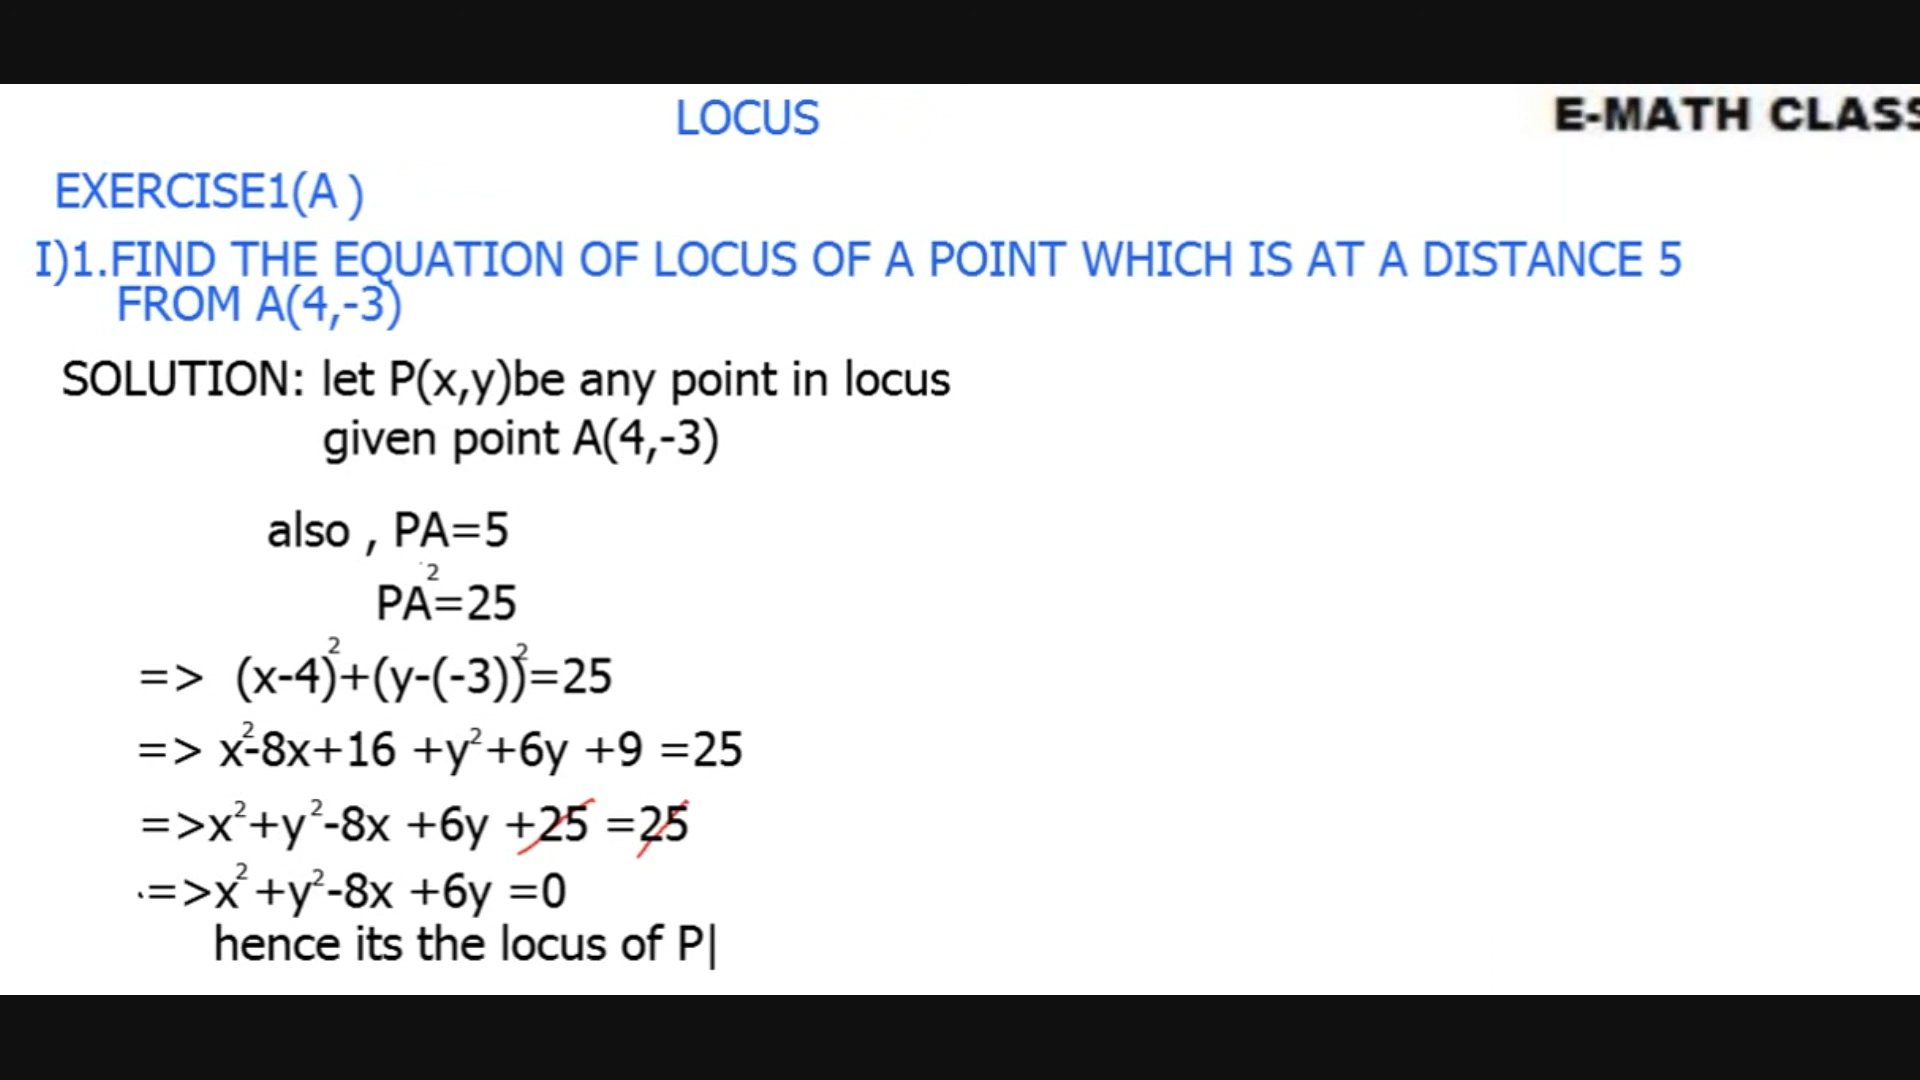 LOCUS
E-MATH CLASS
EXERCISE1(A )
I)1.FIND THE EQUATION OF LOCUS OF A POINT WHICH IS AT A DISTANCE 5
FROM A(4,-3)
SOLUTION: let P(x,y)be any point in locus
given point A(4,-3)
also , PA=5
PA²=25
=> (x-4)²+(y-(-3))²=25
=> x²-8x+16 +y²+6y +9 =25
=>x²+y²-8x +6y +25 =25
=>x²+y²-8x +6y =0
hence its the locus of P